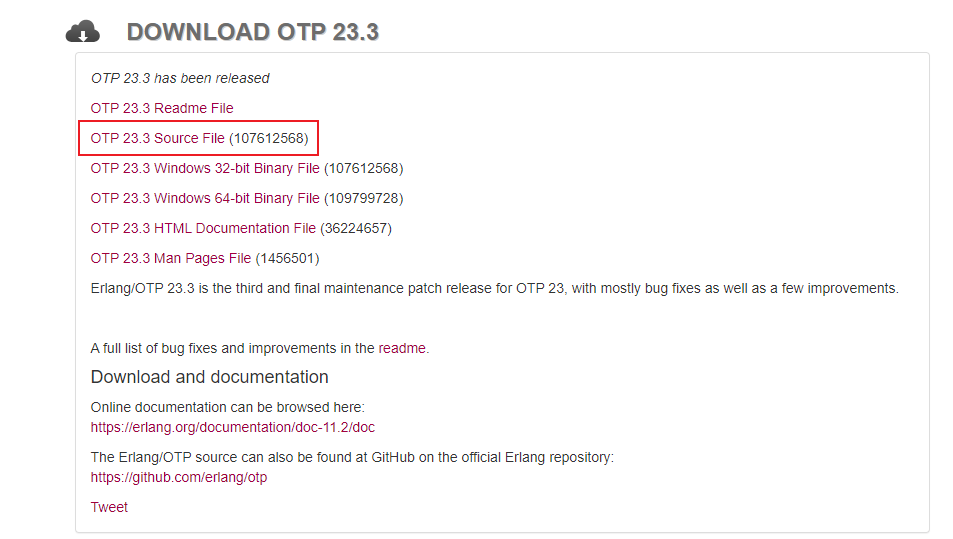 DOWNLOAD OTP 23.3
OTP 23.3 has been released
OTP 23.3 Readme File
OTP 23.3 Source File (107612568)
OTP 23.3 Windows 32-bit Binary File (107612568)
OTP 23.3 Windows 64-bit Binary File (109799728)
OTP 23.3 HTML Documentation File (36224657)
OTP 23.3 Man Pages File (1456501)
Erlang/OTP 23.3 is the third and final maintenance patch release for OTP 23, with mostly bug fixes as well as a few improvements.
A full list of bug fixes and improvements in the readme.
Download and documentation
Online documentation can be browsed here:
https://erlang.org/documentation/doc-11.2/doc
The Erlang/OTP source can also be found at GitHub on the official Erlang repository:
https://github.com/erlang/otp
Tweet